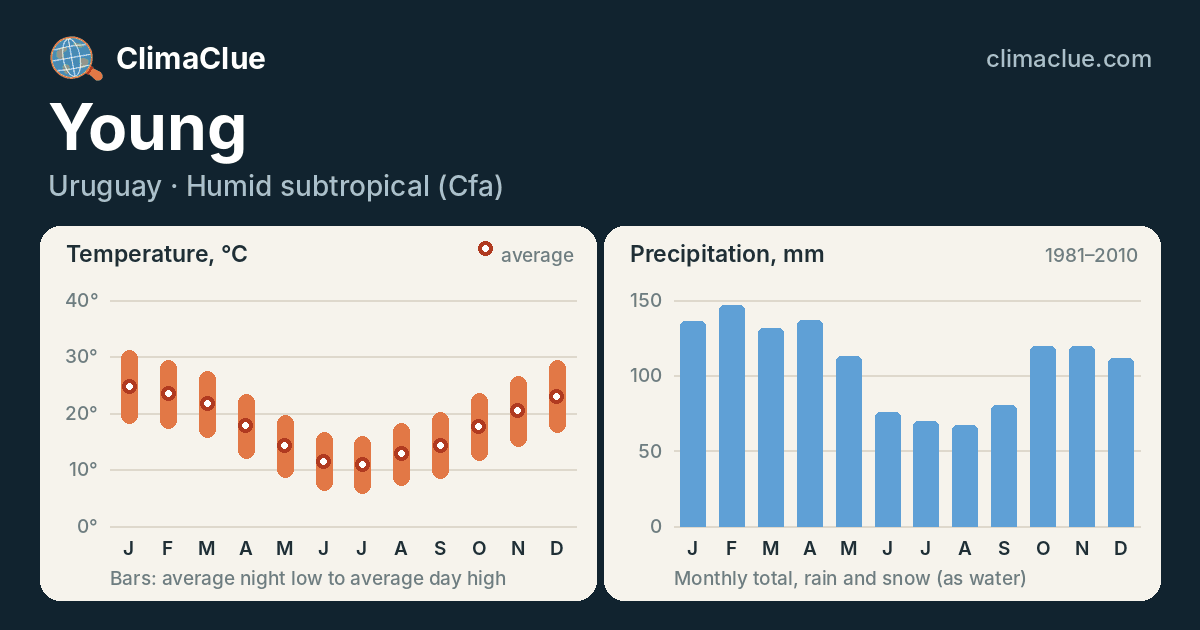 ClimaClue
climaclue.com
Young
Uruguay · Humid subtropical (Cfa)
Temperature, °C
average
40°
30°
20°
10°
0°
J F M A M J J A S O N D
Bars: average night low to average day high
Precipitation, mm
1981–2010
150
100
50
0
J F M A M J J A S O N D
Monthly total, rain and snow (as water)